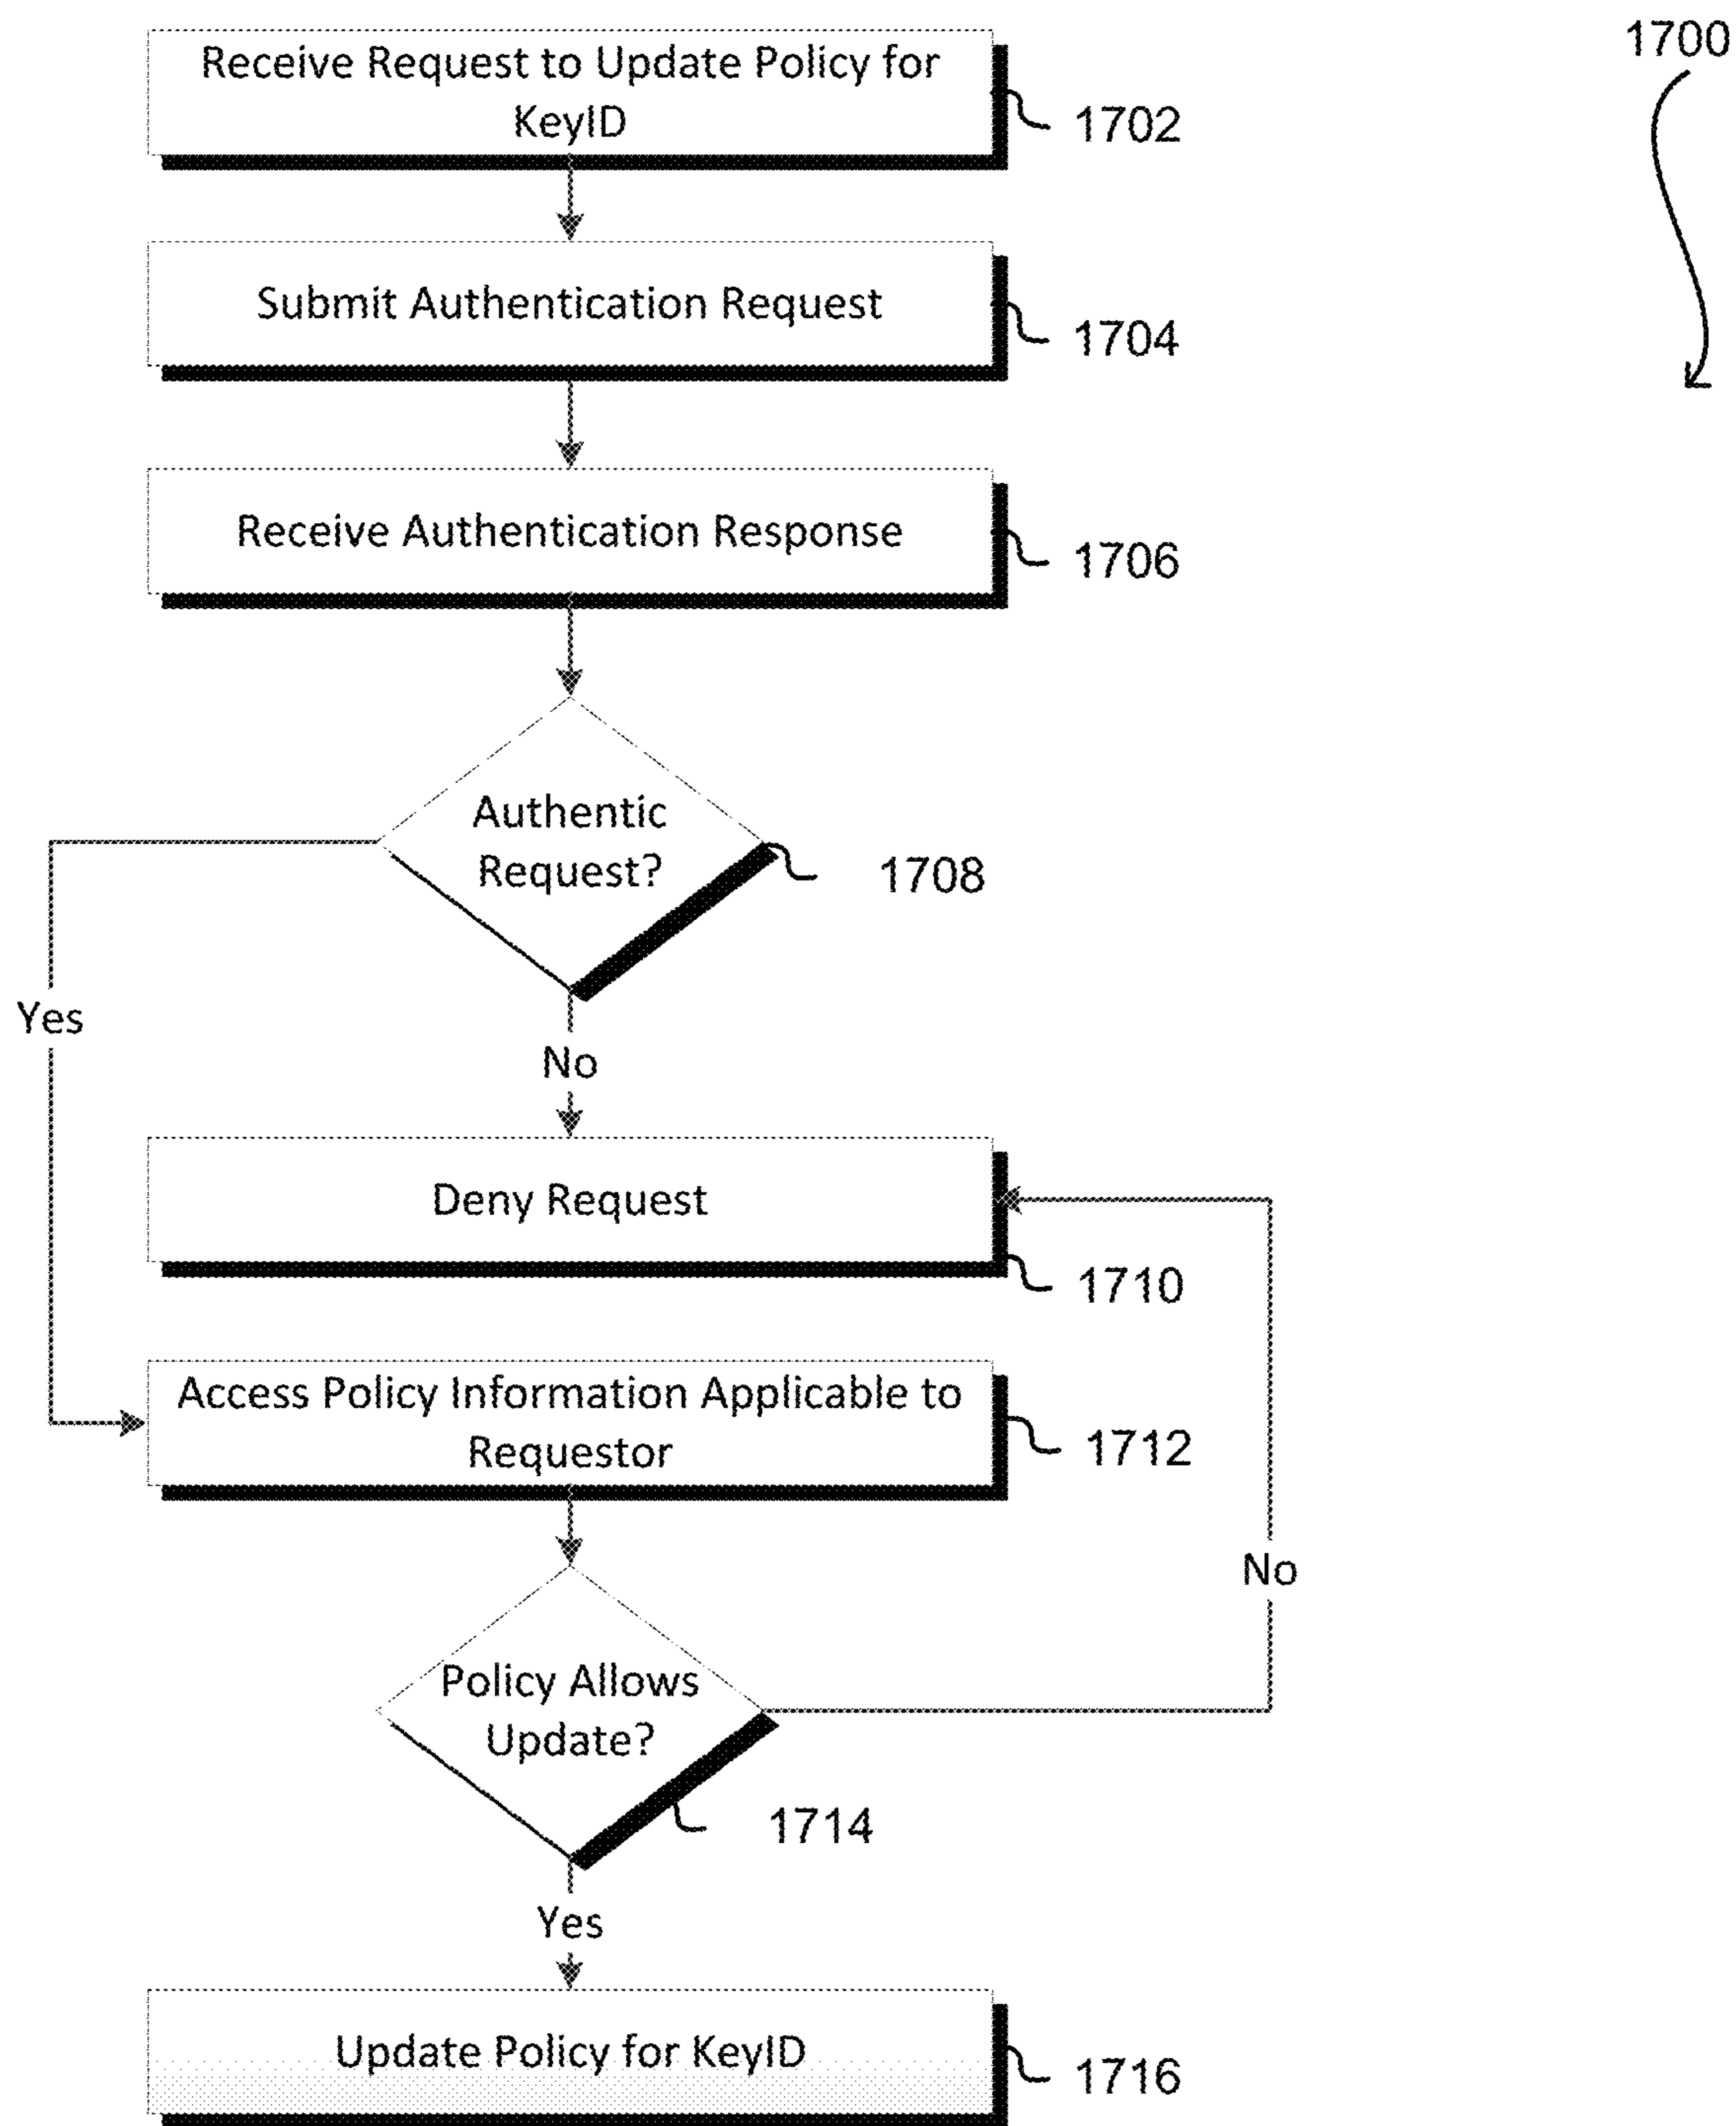 1700
Receive Request to Update Policy for
KeyID
1702
Submit Authentication Request
1704
Receive Authentication Response
1706
Authentic
Request?
1708
Yes
No
Deny Request
1710
Access Policy Information Applicable to
Requestor
1712
No
Policy Allows
Update?
1714
Yes
Update Policy for KeyID
1716